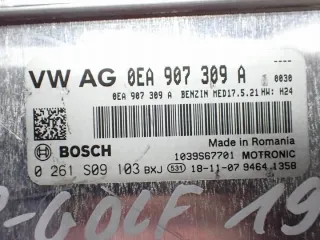 VW AG 0EA 907 309 A 0030
0EA 907 309 A BENZIN MED17.5.21 HW: H24
BOSCH Made in Romania
1039S67701 MOTRONIC
0 261 S09 103 BXJ 531 18-11-07 9464 1358
GOLF 19